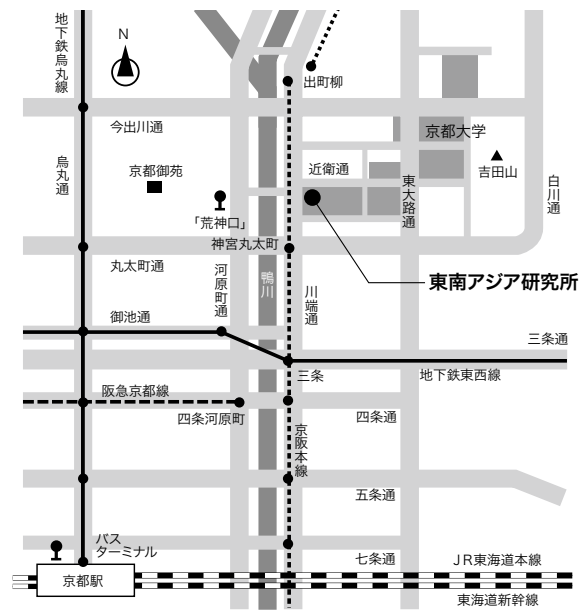 地下鉄烏丸線
N
出町柳
今出川通
京都大学
烏丸通
京都御苑
近衛通
吉田山
東大路通
白川通
「荒神口」
神宮丸太町
丸太町通
河原町通
鴨川
川端通
東南アジア研究所
御池通
三条通
三条
地下鉄東西線
阪急京都線
四条河原町
四条通
京阪本線
五条通
バス
ターミナル
七条通
JR東海道本線
京都駅
東海道新幹線